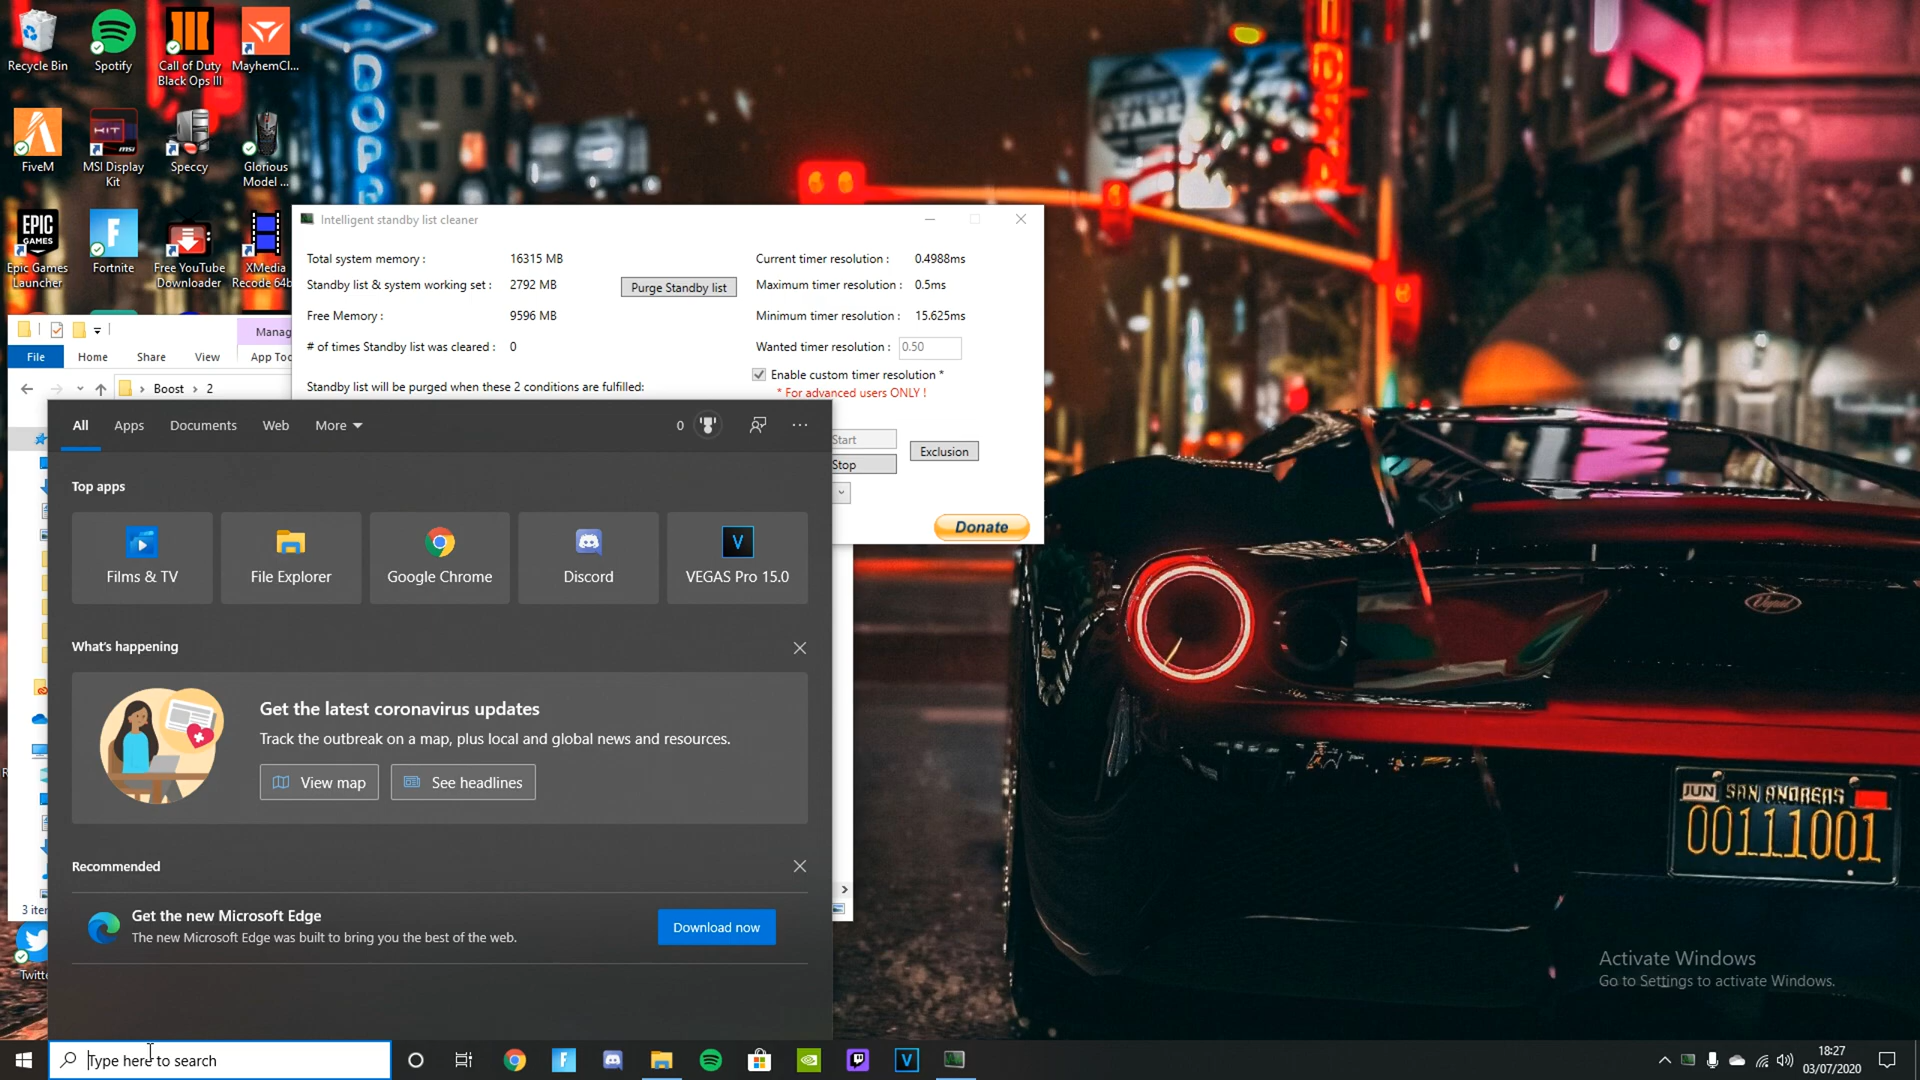 Recycle Bin
Spotify
Call of Duty
Black Ops III
MayhemCl...
FiveM
MSI Display
Kit
Speccy
Glorious
Model ...
EPIC
GAMES
Epic Games
Launcher
Fortnite
Free YouTube
Downloader
XMedia
Recode 64b
DOPE
Intelligent standby list cleaner
Total system memory :
16315 MB
Current timer resolution :
0.4988ms
Standby list & system working set :
2792 MB
Purge Standby list
Maximum timer resolution :
0.5ms
Free Memory :
9596 MB
Minimum timer resolution :
15.625ms
# of times Standby list was cleared :
0
Wanted timer resolution :
0.50
Enable custom timer resolution *
* For advanced users ONLY !
Standby list will be purged when these 2 conditions are fulfilled:
Start
Stop
Exclusion
Donate
Manag
File
Home
Share
View
App Too
Boost
2
3 iter
Twitte
All
Apps
Documents
Web
More
0
Top apps
Films & TV
File Explorer
Google Chrome
Discord
VEGAS Pro 15.0
What's happening
Get the latest coronavirus updates
Track the outbreak on a map, plus local and global news and resources.
View map
See headlines
Recommended
Get the new Microsoft Edge
The new Microsoft Edge was built to bring you the best of the web.
Download now
Type here to search
JUN SAN ANDREAS
00111001
Activate Windows
Go to Settings to activate Windows.
18:27
03/07/2020